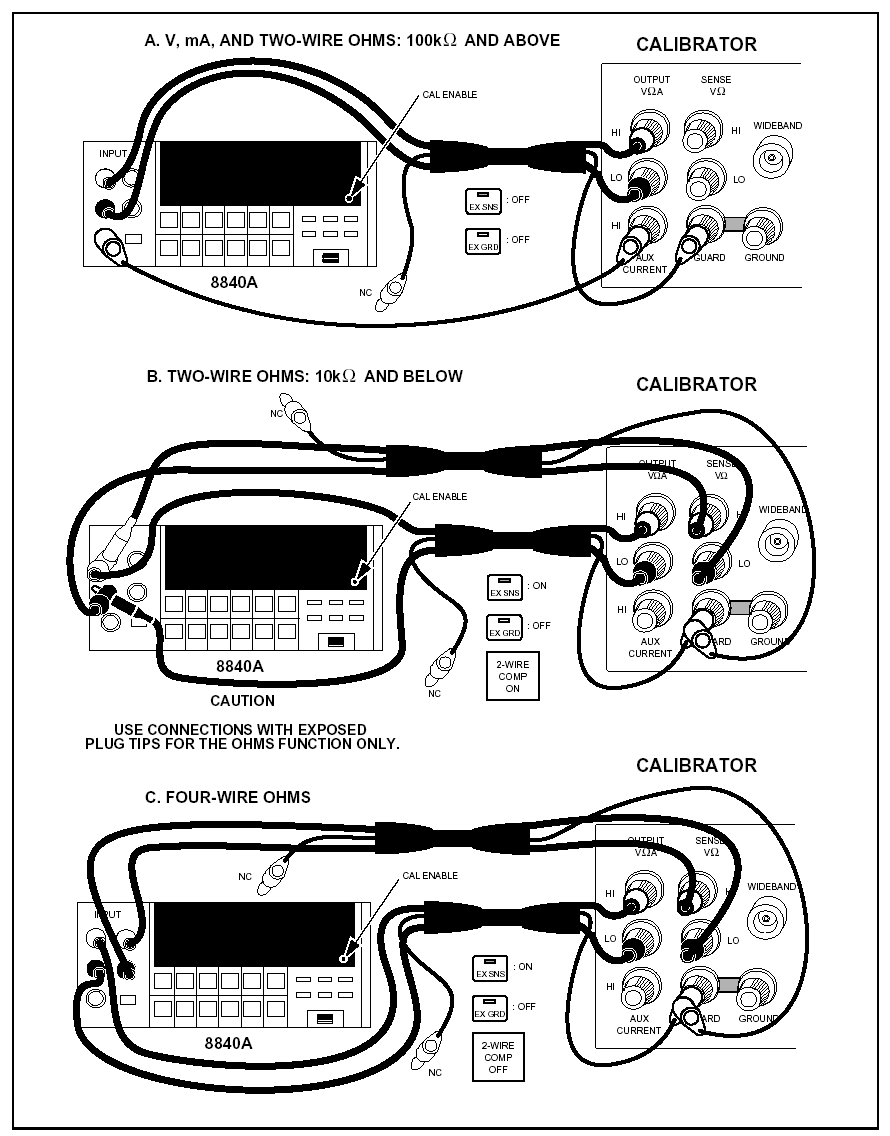 A. V, mA, AND TWO-WIRE OHMS: 100kΩ AND ABOVE
CALIBRATOR
OUTPUT
VΩA
SENSE
VΩ
CAL ENABLE
HI
HI
WIDEBAND
INPUT
LO
LO
EX SNS : OFF
EX GRD : OFF
HI
AUX
CURRENT
GUARD
GROUND
8840A
NC
B. TWO-WIRE OHMS: 10kΩ AND BELOW
CALIBRATOR
NC
OUTPUT
VΩA
SENSE
VΩ
CAL ENABLE
HI
H
WIDEBAND
LO
LO
EX SNS : ON
EX GRD : OFF
HI
AUX
CURRENT
ARD
GROUND
2-WIRE
COMP
ON
8840A
NC
CAUTION
USE CONNECTIONS WITH EXPOSED
PLUG TIPS FOR THE OHMS FUNCTION ONLY.
CALIBRATOR
C. FOUR-WIRE OHMS
OUTPUT
VΩA
SENSE
VΩ
NC
CAL ENABLE
HI
H
WIDEBAND
INPUT
LO
LO
EX SNS : ON
EX GRD : OFF
HI
AUX
CURRENT
ARD
GROUND
2-WIRE
COMP
OFF
8840A
NC